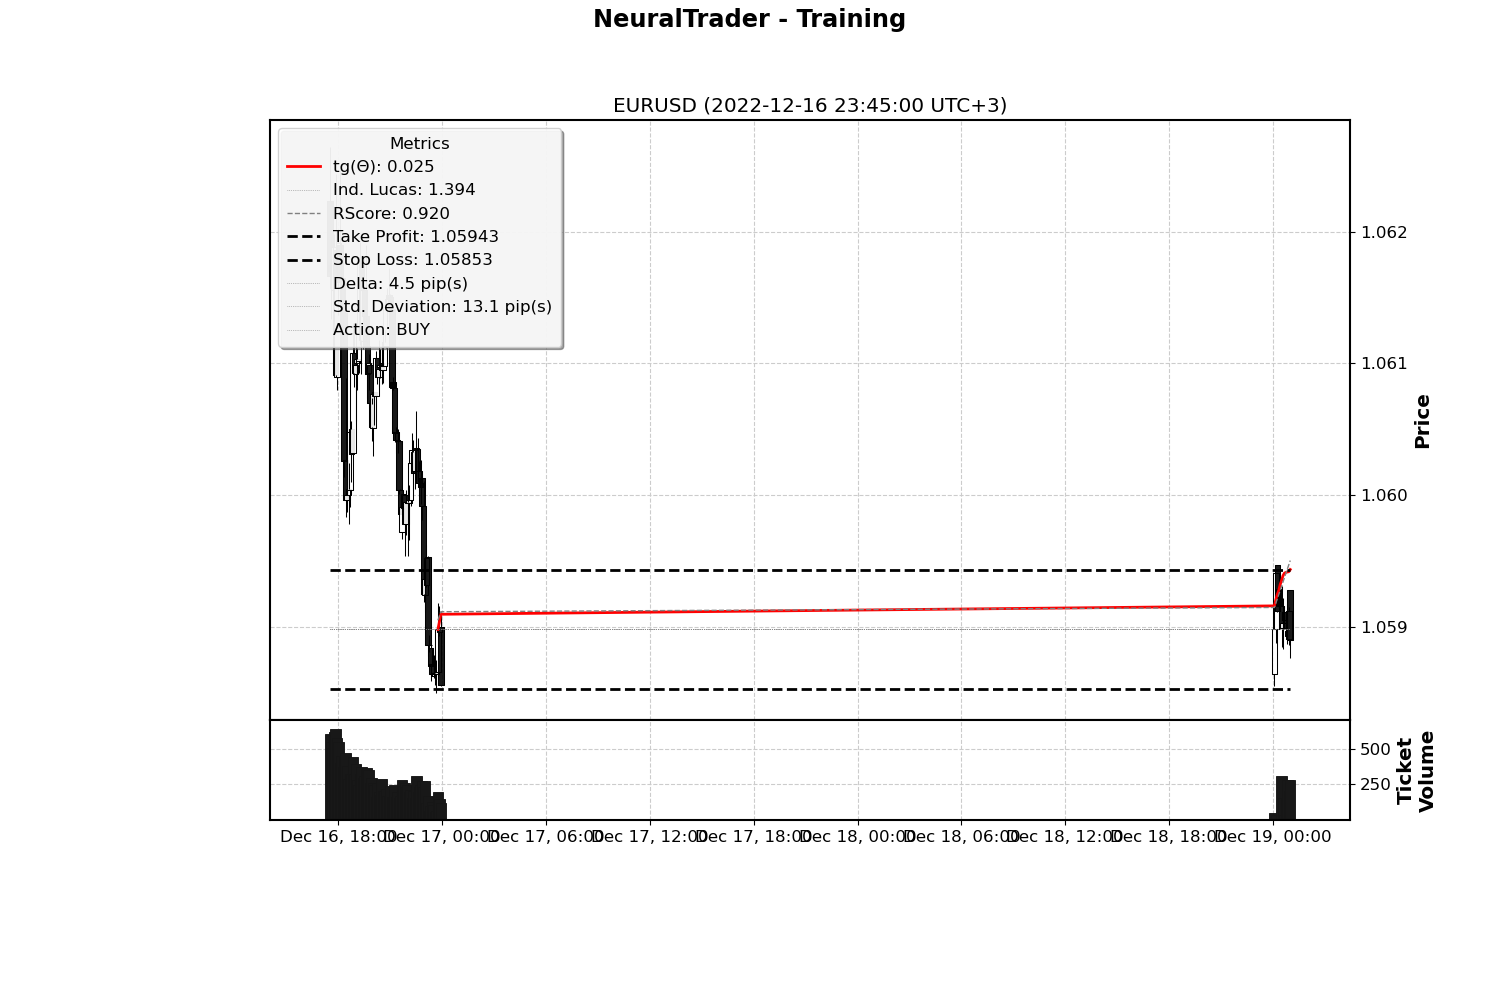 NeuralTrader - Training
EURUSD (2022-12-16 23:45:00 UTC+3)
Metrics
tg(Θ): 0.025
Ind. Lucas: 1.394
RScore: 0.920
Take Profit: 1.05943
Stop Loss: 1.05853
Delta: 4.5 pip(s)
Std. Deviation: 13.1 pip(s)
Action: BUY
1.062
1.061
1.060
1.059
Price
500
250
Ticket
Volume
Dec 16, 18:00
Dec 17, 00:00
Dec 17, 06:00
Dec 17, 12:00
Dec 17, 18:00
Dec 18, 00:00
Dec 18, 06:00
Dec 18, 12:00
Dec 18, 18:00
Dec 19, 00:00